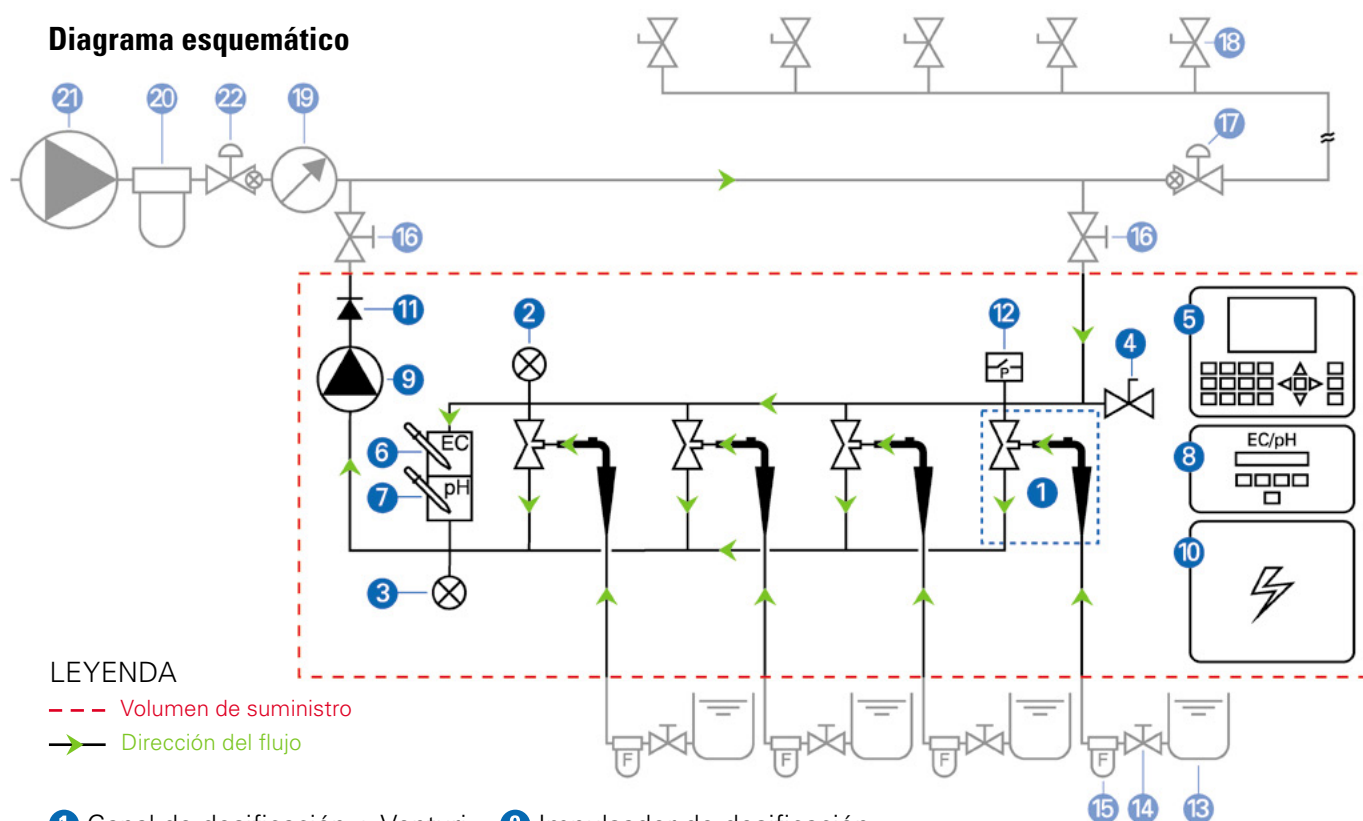 Diagrama esquemático
18
21 20 22 19 17
16 16
11 2 12 5
4
9
EC EC/pH
6 8
pH
7 1
10
3
LEYENDA
Volumen de suministro
Dirección del flujo
F F F F
15 14 13
P